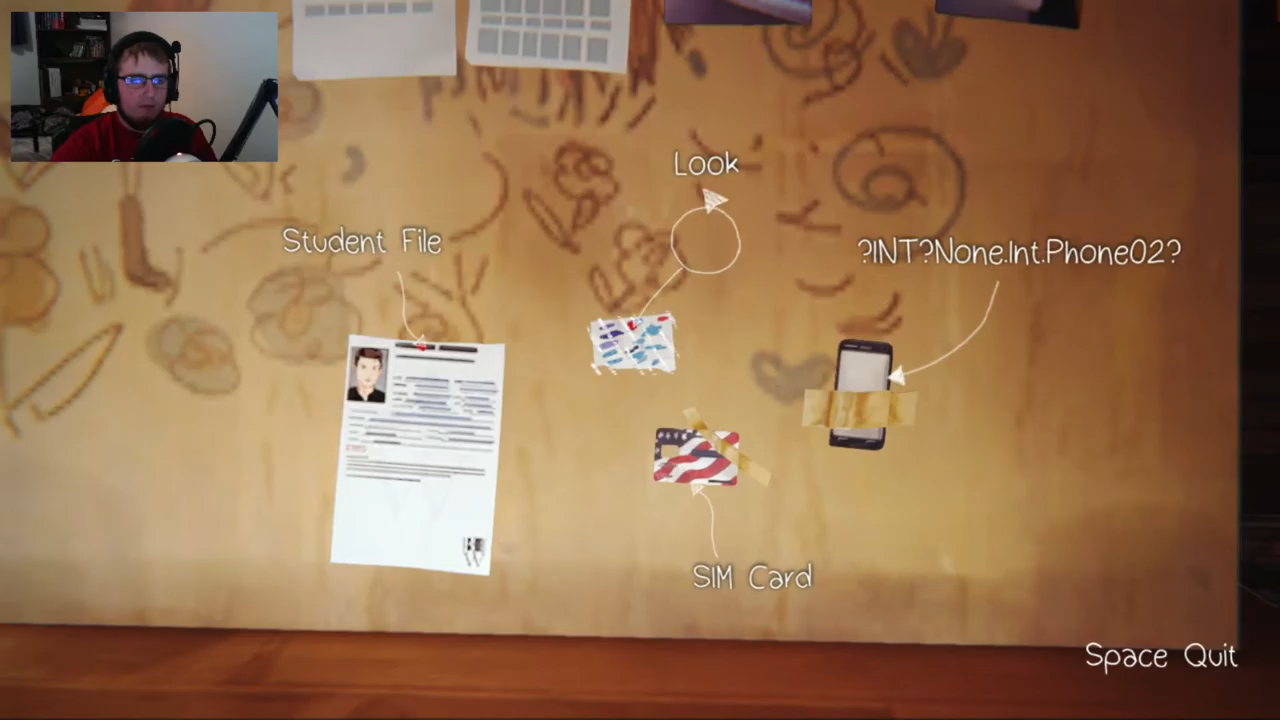 Look
Student File
?INT?None.Int.Phone02?
SIM Card
Space Quit